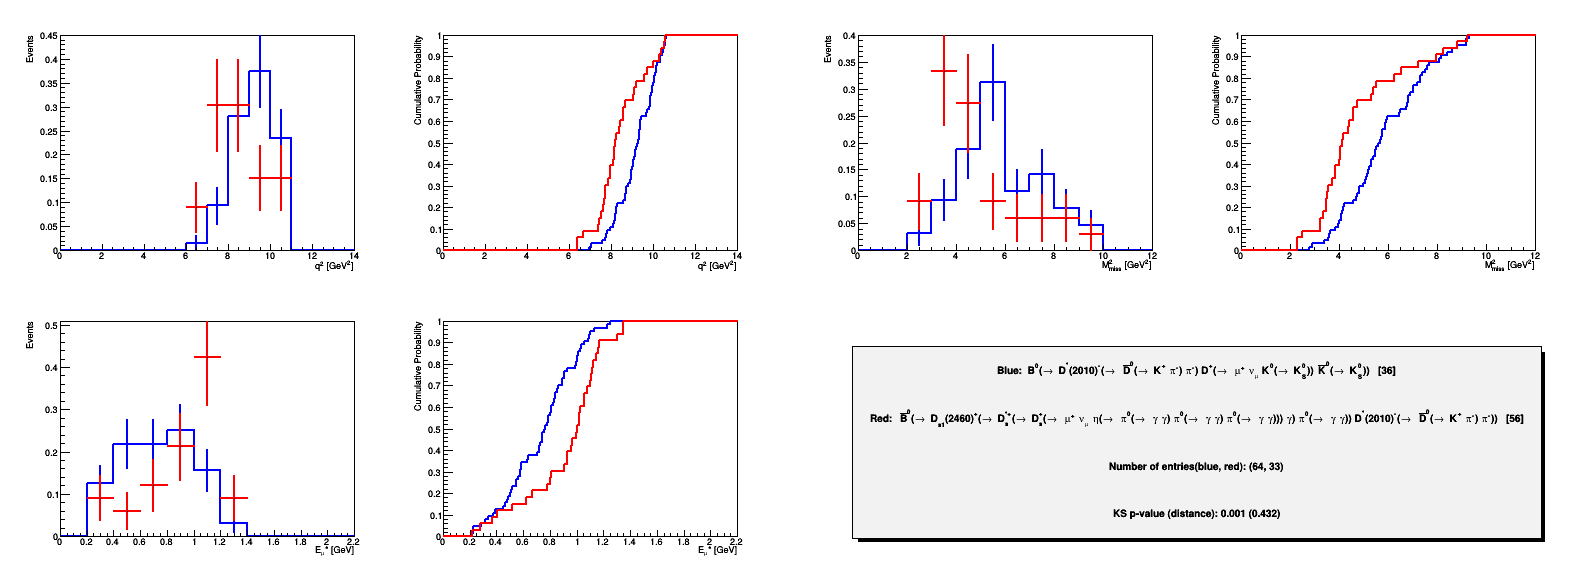 Events
0.45
0.4
0.35
0.3
0.25
0.2
0.15
0.1
0.05
0
0 2 4 6 8 10 12 14
q² [GeV²]
Cumulative Probability
1
0.9
0.8
0.7
0.6
0.5
0.4
0.3
0.2
0.1
0
0 2 4 6 8 10 12 14
q² [GeV²]
Events
0.4
0.35
0.3
0.25
0.2
0.15
0.1
0.05
0
0 2 4 6 8 10 12
M²miss [GeV²]
Cumulative Probability
1
0.9
0.8
0.7
0.6
0.5
0.4
0.3
0.2
0.1
0
0 2 4 6 8 10 12
M²miss [GeV²]
Events
0.5
0.4
0.3
0.2
0.1
0
0 0.2 0.4 0.6 0.8 1 1.2 1.4 1.6 1.8 2 2.2
Eμ* [GeV]
Cumulative Probability
1
0.9
0.8
0.7
0.6
0.5
0.4
0.3
0.2
0.1
0
0 0.2 0.4 0.6 0.8 1 1.2 1.4 1.6 1.8 2 2.2
Eμ* [GeV]
Blue: B⁰(→ D*(2010)⁻(→ D̅⁰(→ K⁺ π⁻) π⁻) D⁺(→ μ⁺ νμ K⁰(→ K⁰S)) K̅⁰(→ K⁰S)) [36]
Red: B̅⁰(→ Ds1(2460)⁺(→ Ds*⁺(→ Ds⁺(→ μ⁺ νμ η(→ π⁰(→ γ γ) π⁰(→ γ γ) π⁰(→ γ γ))) γ) π⁰(→ γ γ)) D*(2010)⁻(→ D̅⁰(→ K⁺ π⁻) π⁻)) [56]
Number of entries(blue, red): (64, 33)
KS p-value (distance): 0.001 (0.432)